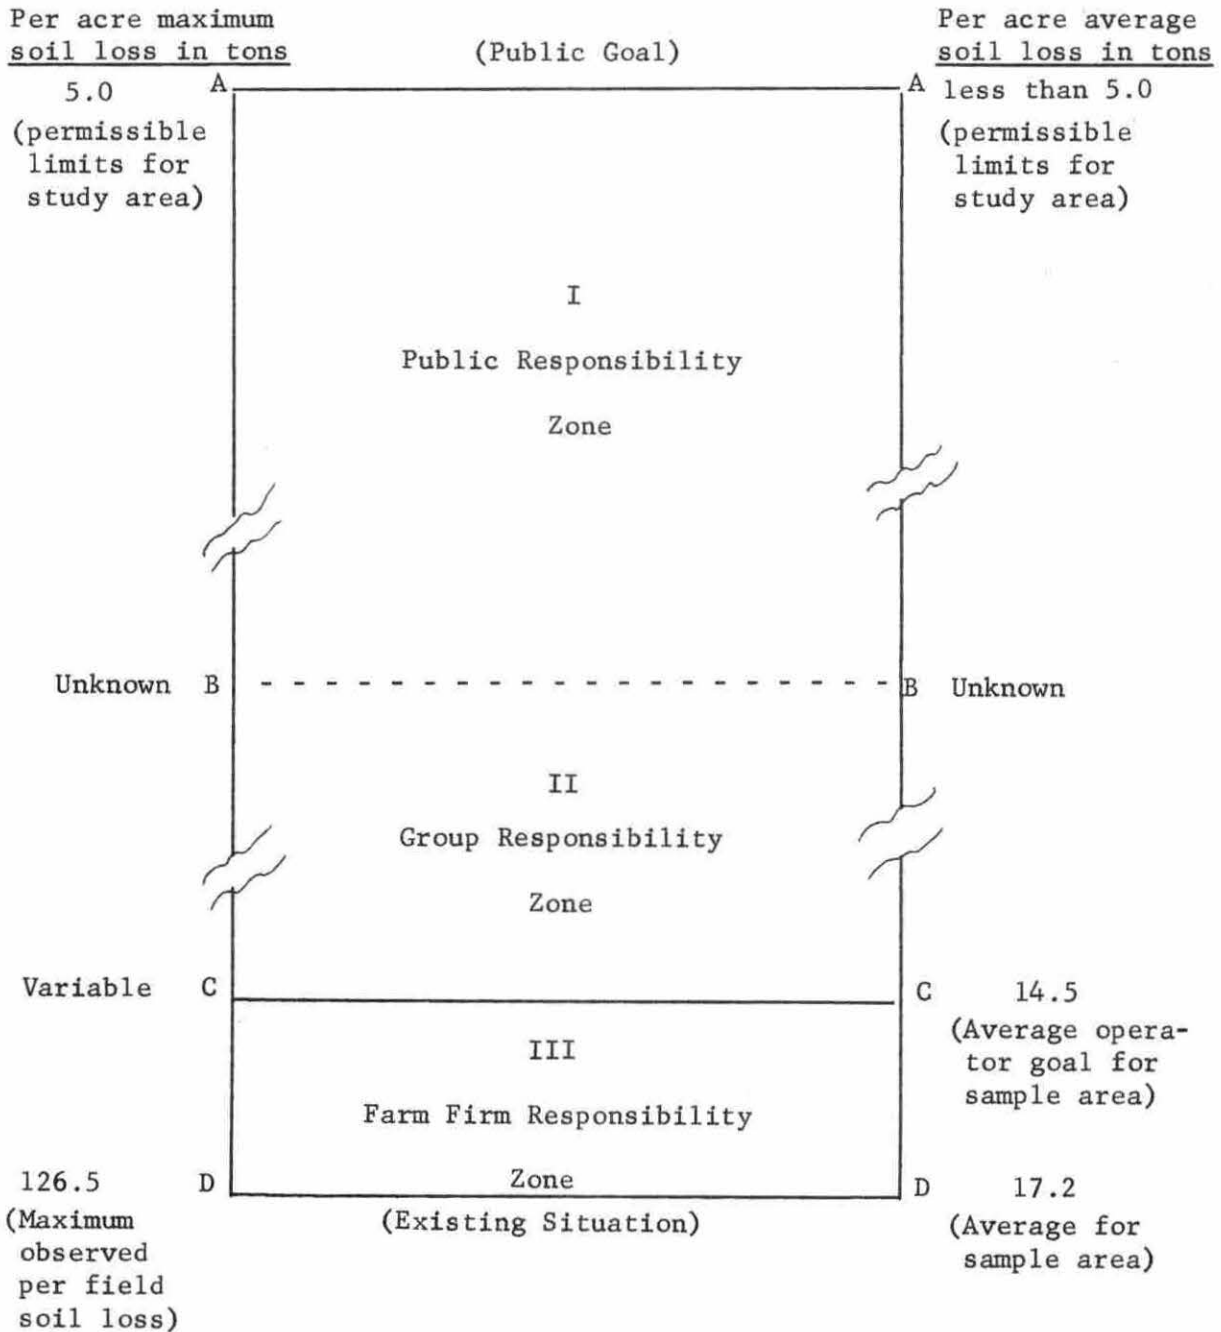 Per acre maximum
soil loss in tons
(Public Goal)
Per acre average
soil loss in tons
5.0
A
A
less than 5.0
(permissible
limits for
study area)
(permissible
limits for
study area)
I
Public Responsibility
Zone
Unknown
B
B
Unknown
II
Group Responsibility
Zone
Variable
C
C
14.5
(Average opera-
tor goal for
sample area)
III
Farm Firm Responsibility
Zone
126.5
D
D
17.2
(Maximum
observed
per field
soil loss)
(Existing Situation)
(Average for
sample area)